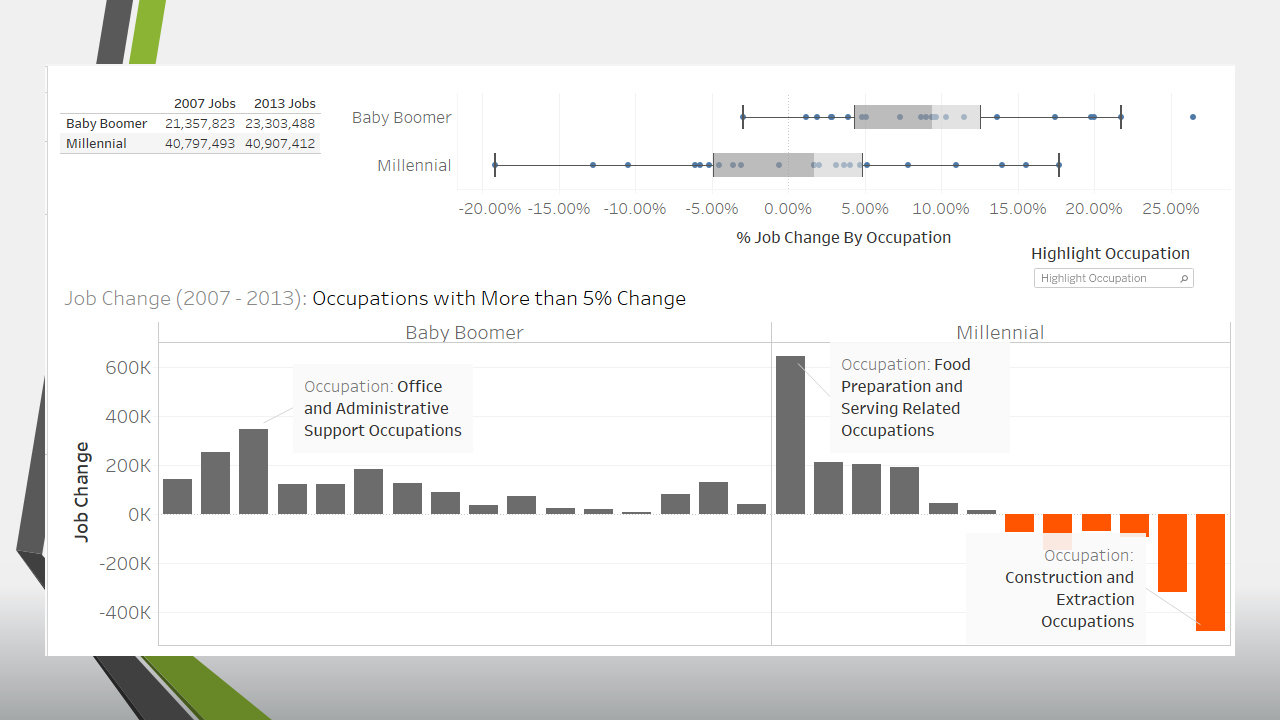 2007 Jobs 2013 Jobs
Baby Boomer 21,357,823 23,303,488
Millennial 40,797,493 40,907,412
Baby Boomer
Millennial
-20.00% -15.00% -10.00% -5.00% 0.00% 5.00% 10.00% 15.00% 20.00% 25.00%
% Job Change By Occupation
Highlight Occupation
Highlight Occupation
Job Change (2007 - 2013): Occupations with More than 5% Change
Baby Boomer Millennial
Job Change
600K
400K
200K
0K
-200K
-400K
Occupation: Office
and Administrative
Support Occupations
Occupation: Food
Preparation and
Serving Related
Occupations
Occupation:
Construction and
Extraction
Occupations